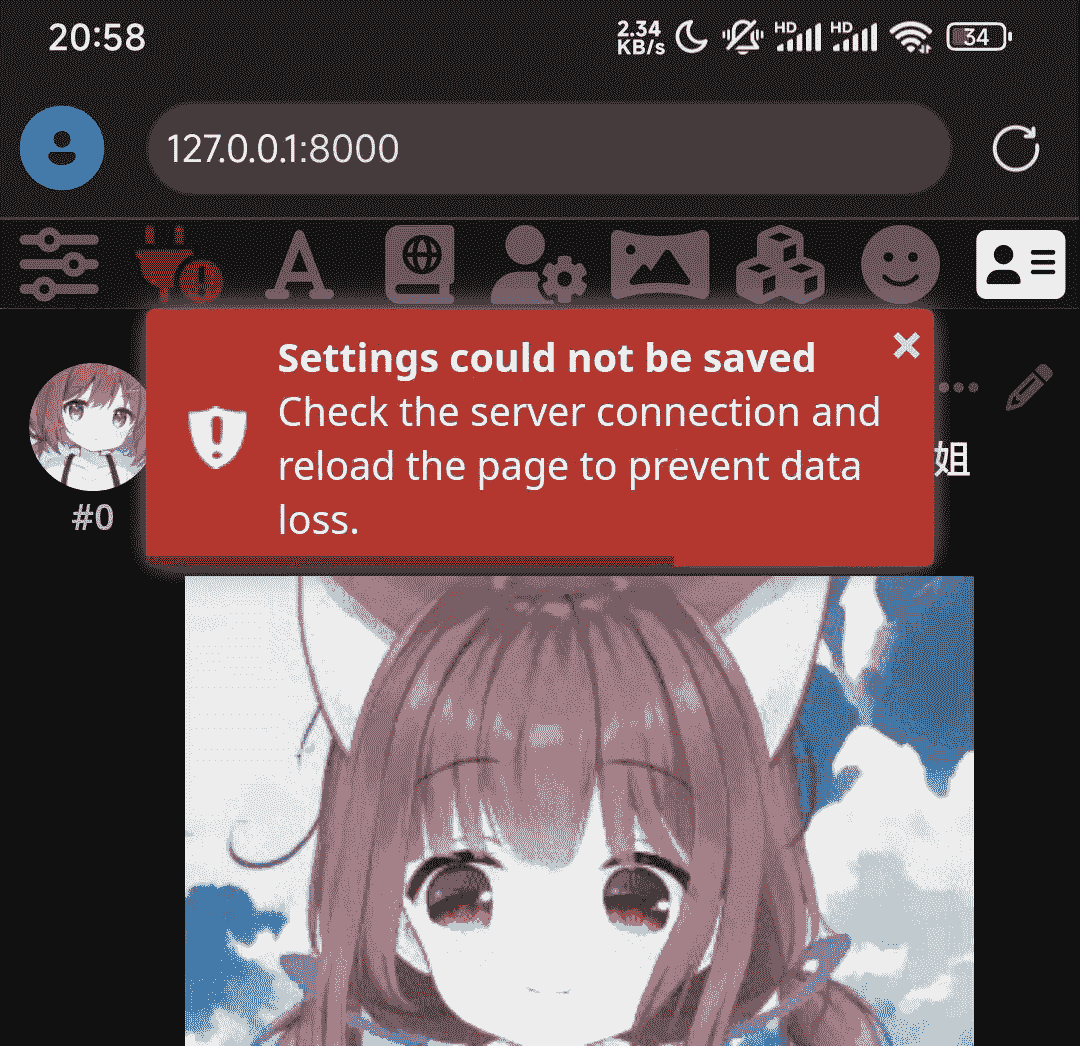 20:58
2.34
KB/s
HD
HD
34
127.0.0.1:8000
A
Settings could not be saved
Check the server connection and
reload the page to prevent data
loss.
姐
#0